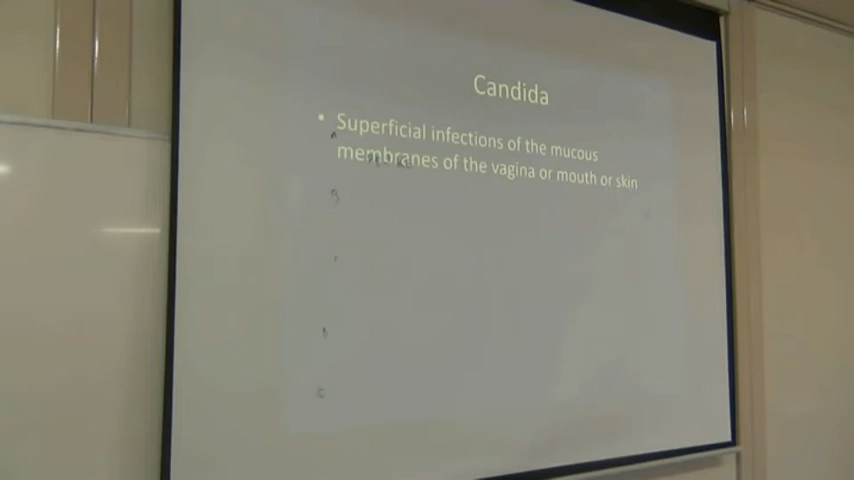 Candida
• Superficial infections of the mucous
membranes of the vagina or mouth or skin
A
B